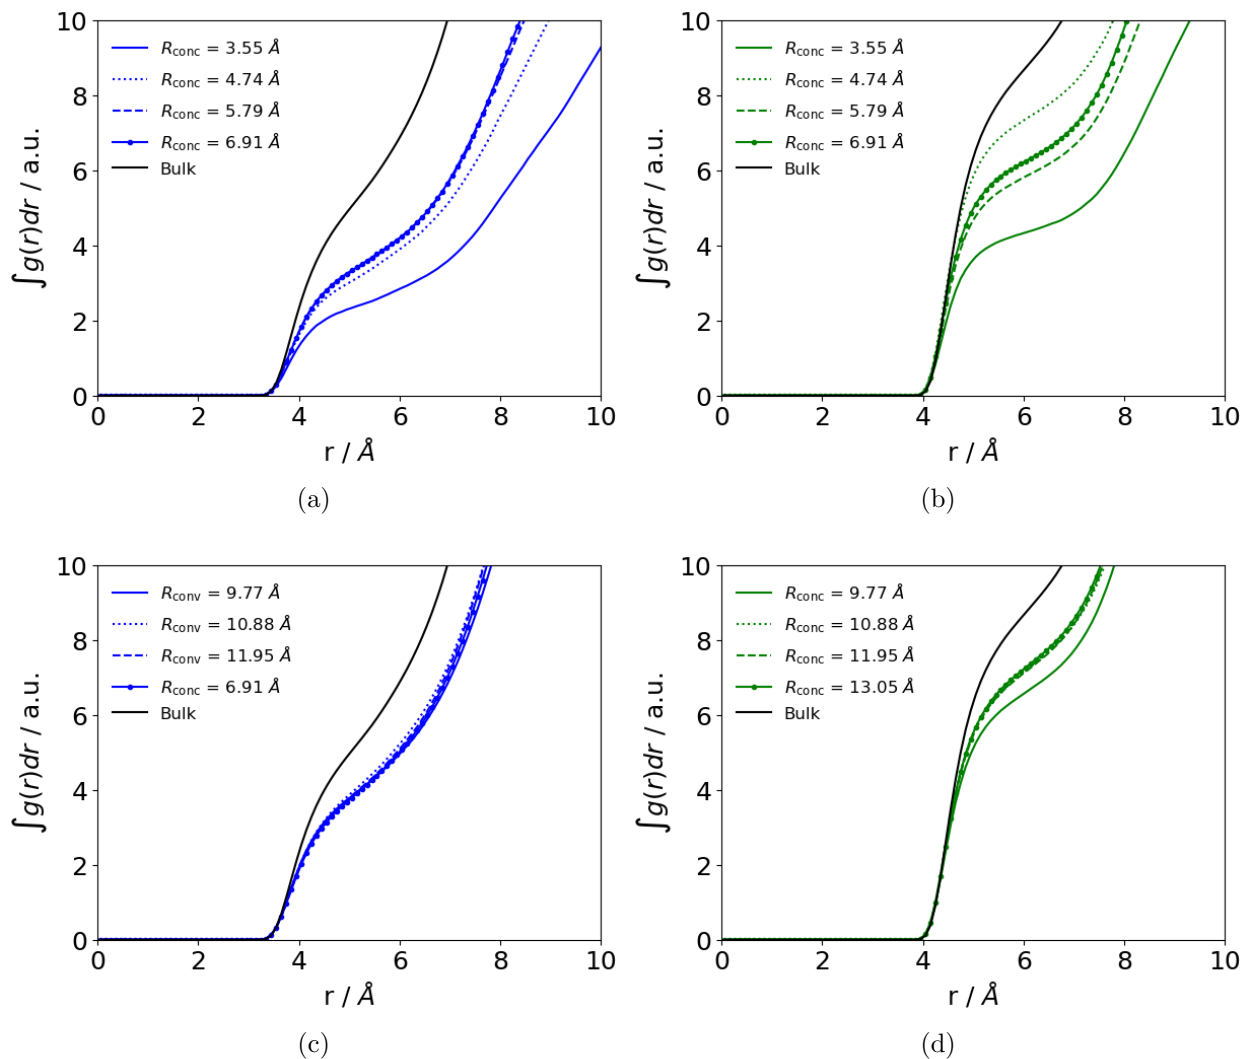 10
8
6
4
2
0
∫g(r)dr / a.u.
R_conc = 3.55 Å
R_conc = 4.74 Å
R_conc = 5.79 Å
R_conc = 6.91 Å
Bulk
0 2 4 6 8 10
r / Å
(a)
10
8
6
4
2
0
∫g(r)dr / a.u.
R_conc = 3.55 Å
R_conc = 4.74 Å
R_conc = 5.79 Å
R_conc = 6.91 Å
Bulk
0 2 4 6 8 10
r / Å
(b)
10
8
6
4
2
0
∫g(r)dr / a.u.
R_conv = 9.77 Å
R_conv = 10.88 Å
R_conv = 11.95 Å
R_conc = 6.91 Å
Bulk
0 2 4 6 8 10
r / Å
(c)
10
8
6
4
2
0
∫g(r)dr / a.u.
R_conc = 9.77 Å
R_conc = 10.88 Å
R_conc = 11.95 Å
R_conc = 13.05 Å
Bulk
0 2 4 6 8 10
r / Å
(d)